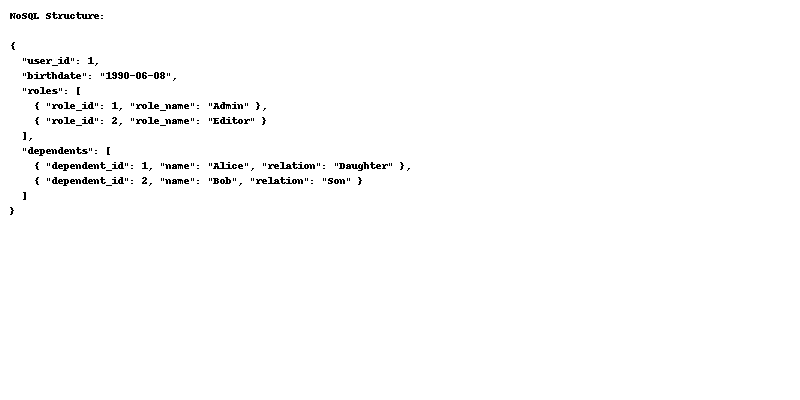 NoSQL Structure:
{
  "user_id": 1,
  "birthdate": "1990-06-08",
  "roles": [
    { "role_id": 1, "role_name": "Admin" },
    { "role_id": 2, "role_name": "Editor" }
  ],
  "dependents": [
    { "dependent_id": 1, "name": "Alice", "relation": "Daughter" },
    { "dependent_id": 2, "name": "Bob", "relation": "Son" }
  ]
}